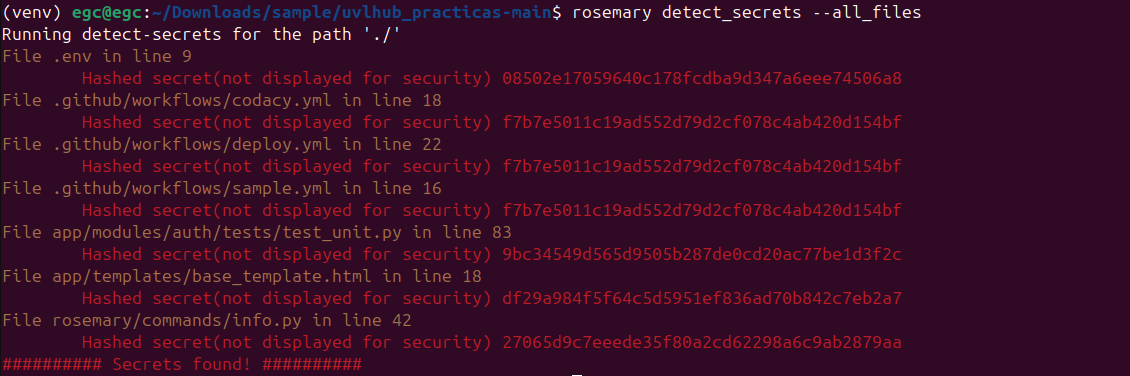 (venv) egc@egc:~/Downloads/sample/uvlhub_practicas-main$ rosemary detect_secrets --all_files
Running detect-secrets for the path './'
File .env in line 9
Hashed secret(not displayed for security) 08502e17059640c178fcdba9d347a6eee74506a8
File .github/workflows/codacy.yml in line 18
Hashed secret(not displayed for security) f7b7e5011c19ad552d79d2cf078c4ab420d154bf
File .github/workflows/deploy.yml in line 22
Hashed secret(not displayed for security) f7b7e5011c19ad552d79d2cf078c4ab420d154bf
File .github/workflows/sample.yml in line 16
Hashed secret(not displayed for security) f7b7e5011c19ad552d79d2cf078c4ab420d154bf
File app/modules/auth/tests/test_unit.py in line 83
Hashed secret(not displayed for security) 9bc34549d565d9505b287de0cd20ac77be1d3f2c
File app/templates/base_template.html in line 18
Hashed secret(not displayed for security) df29a984f5f64c5d5951ef836ad70b842c7eb2a7
File rosemary/commands/info.py in line 42
Hashed secret(not displayed for security) 27065d9c7eeede35f80a2cd62298a6c9ab2879aa
########## Secrets found! ##########